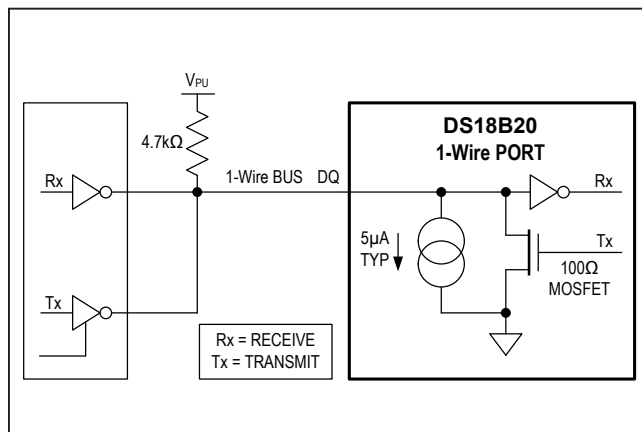 VPU
4.7kΩ
Rx
1-Wire BUS DQ
Tx
Rx = RECEIVE
Tx = TRANSMIT
DS18B20
1-Wire PORT
Rx
5µA
TYP
Tx
100Ω
MOSFET